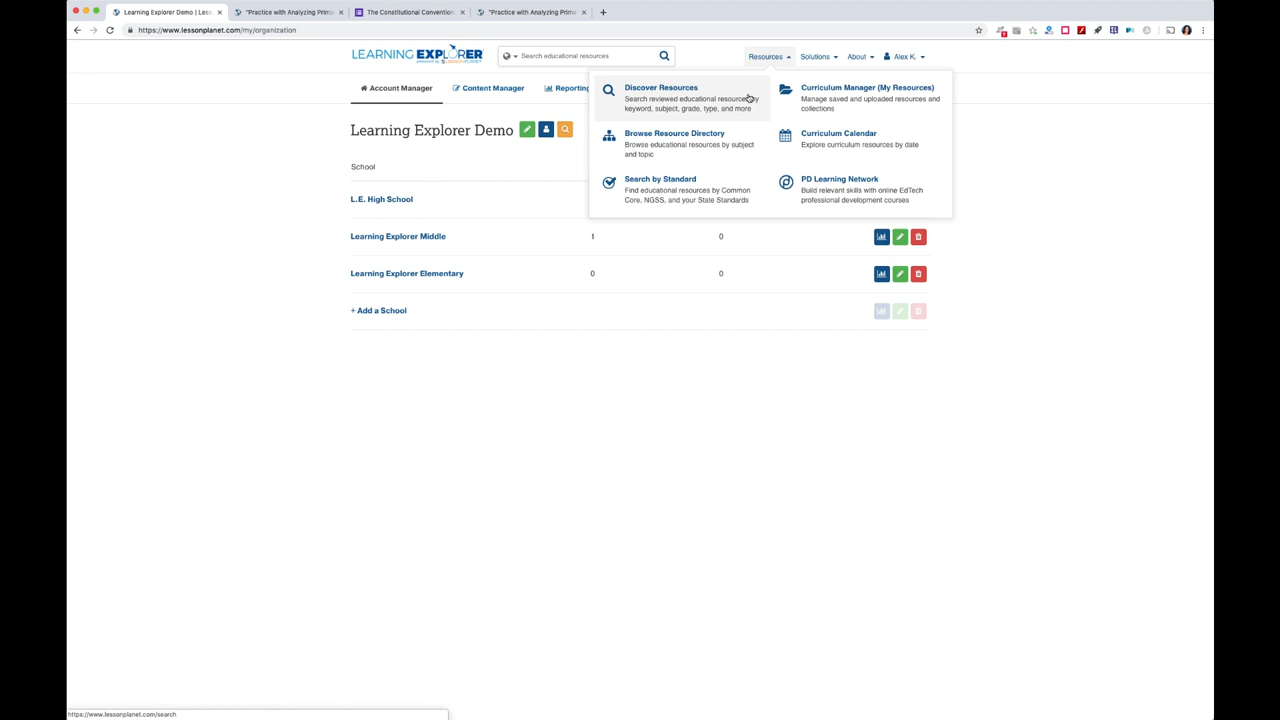 Learning Explorer Demo | Less
"Practice with Analyzing Prima
The Constitutional Convention
"Practice with Analyzing Prima
https://www.lessonplanet.com/my/organization
LEARNING EXPLORER
powered by LESSON PLANET
Search educational resources
Resources
Solutions
About
Alex K.
Account Manager
Content Manager
Reporting
Discover Resources
Search reviewed educational resources by
keyword, subject, grade, type, and more
Curriculum Manager (My Resources)
Manage saved and uploaded resources and
collections
Browse Resource Directory
Browse educational resources by subject
and topic
Curriculum Calendar
Explore curriculum resources by date
Search by Standard
Find educational resources by Common
Core, NGSS, and your State Standards
PD Learning Network
Build relevant skills with online EdTech
professional development courses
Learning Explorer Demo
School
L.E. High School
Learning Explorer Middle 1 0
Learning Explorer Elementary 0 0
+ Add a School
https://www.lessonplanet.com/search